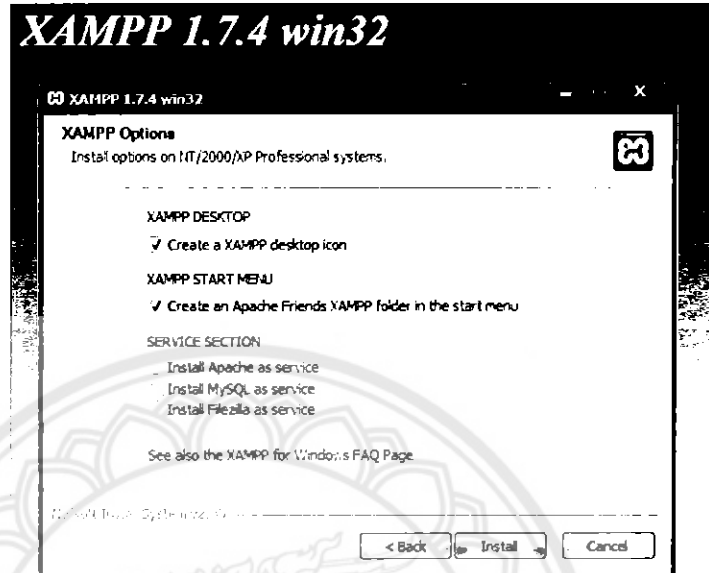 XAMPP 1.7.4 win32
XAMPP 1.7.4 win32
XAMPP Options
Install options on NT/2000/XP Professional systems.
XAMPP DESKTOP
Create a XAMPP desktop icon
XAMPP START MENU
Create an Apache Friends XAMPP folder in the start menu
SERVICE SECTION
Install Apache as service
Install MySQL as service
Install Filezilla as service
See also the XAMPP for Windows FAQ Page
< Back Install Cancel